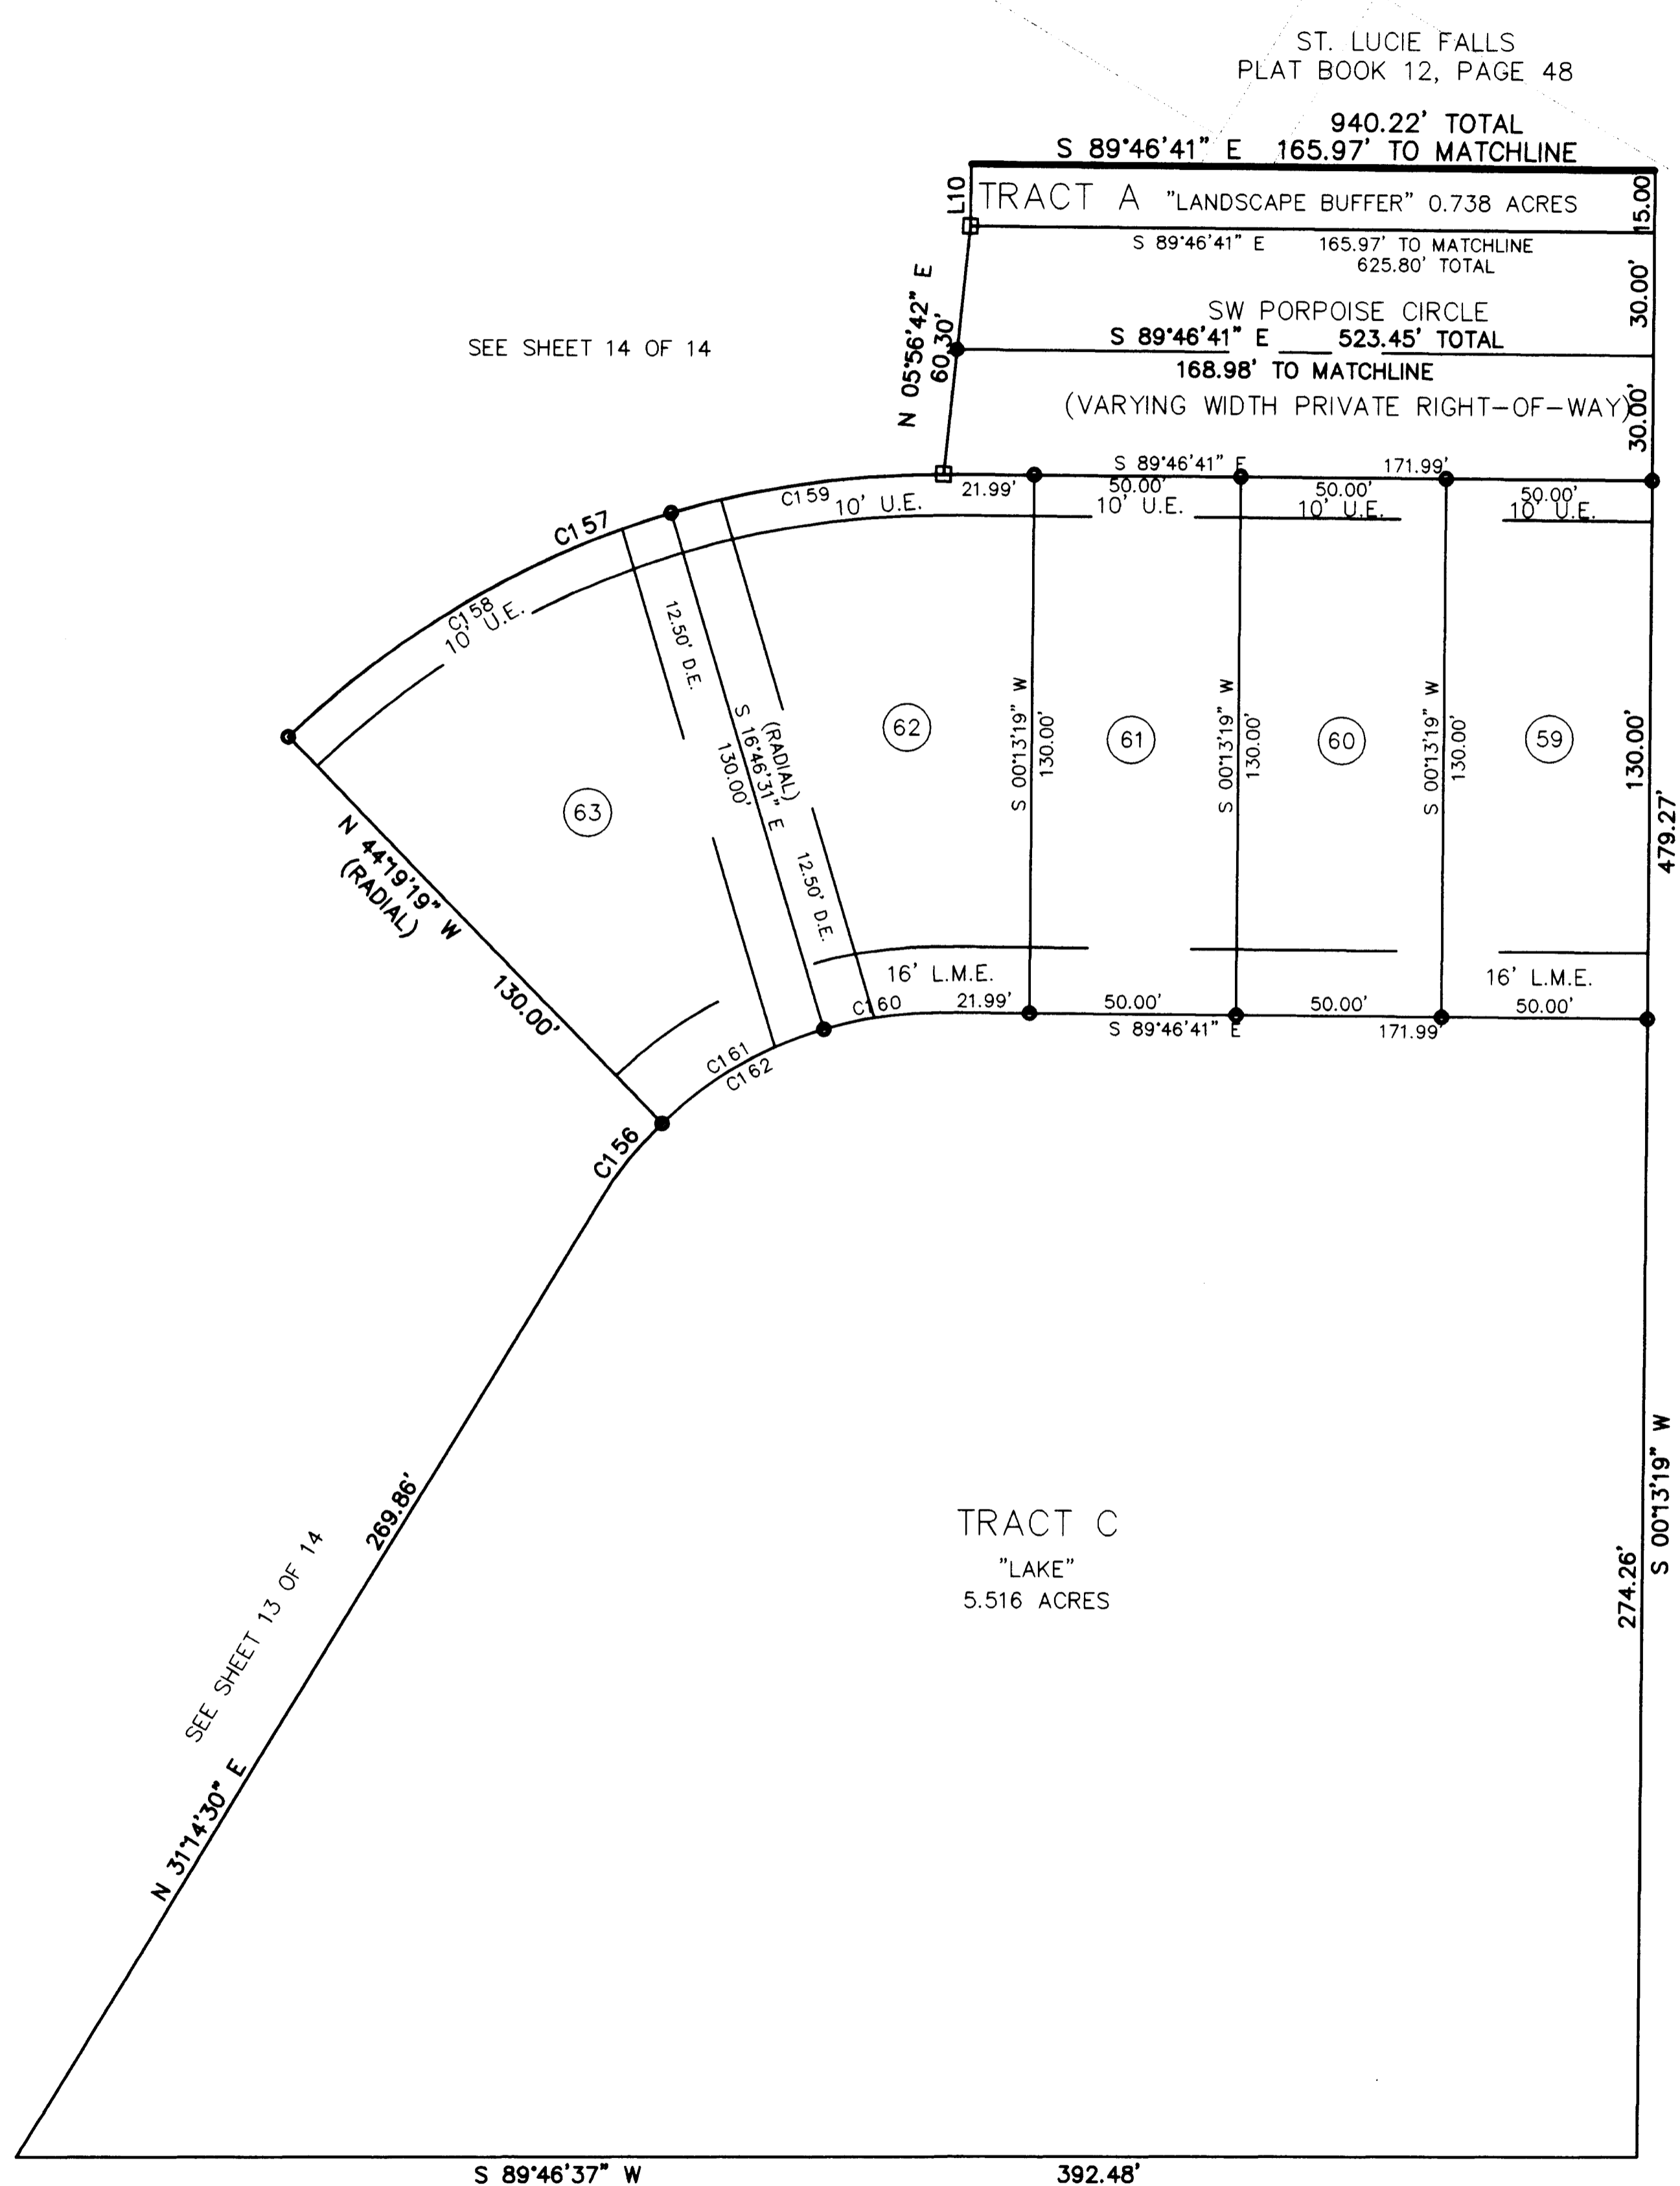 ST. LUCIE FALLS
PLAT BOOK 12, PAGE 48
940.22' TOTAL
S 89°46'41" E 165.97' TO MATCHLINE
L10
TRACT A "LANDSCAPE BUFFER" 0.738 ACRES
15.00'
S 89°46'41" E 165.97' TO MATCHLINE
625.80' TOTAL
N 05°56'42" E
60.30'
30.00'
SW PORPOISE CIRCLE
S 89°46'41" E 523.45' TOTAL
168.98' TO MATCHLINE
(VARYING WIDTH PRIVATE RIGHT-OF-WAY)
30.00'
SEE SHEET 14 OF 14
S 89°46'41" E 171.99'
21.99' 50.00' 50.00' 50.00'
C159
10' U.E. 10' U.E. 10' U.E. 10' U.E.
C157
C158
10' U.E.
12.50' D.E.
(RADIAL)
S 16°46'31" E
130.00'
12.50' D.E.
62
S 00°13'19" W
130.00'
61
S 00°13'19" W
130.00'
60
S 00°13'19" W
130.00'
59
130.00'
479.27'
63
N 44°19'19" W
(RADIAL)
130.00'
16' L.M.E. 16' L.M.E.
C160 21.99' 50.00' 50.00' 50.00'
S 89°46'41" E 171.99'
C161
C162
C156
269.86'
SEE SHEET 13 OF 14
N 31°14'30" E
TRACT C
"LAKE"
5.516 ACRES
S 00°13'19" W
274.26'
S 89°46'37" W 392.48'